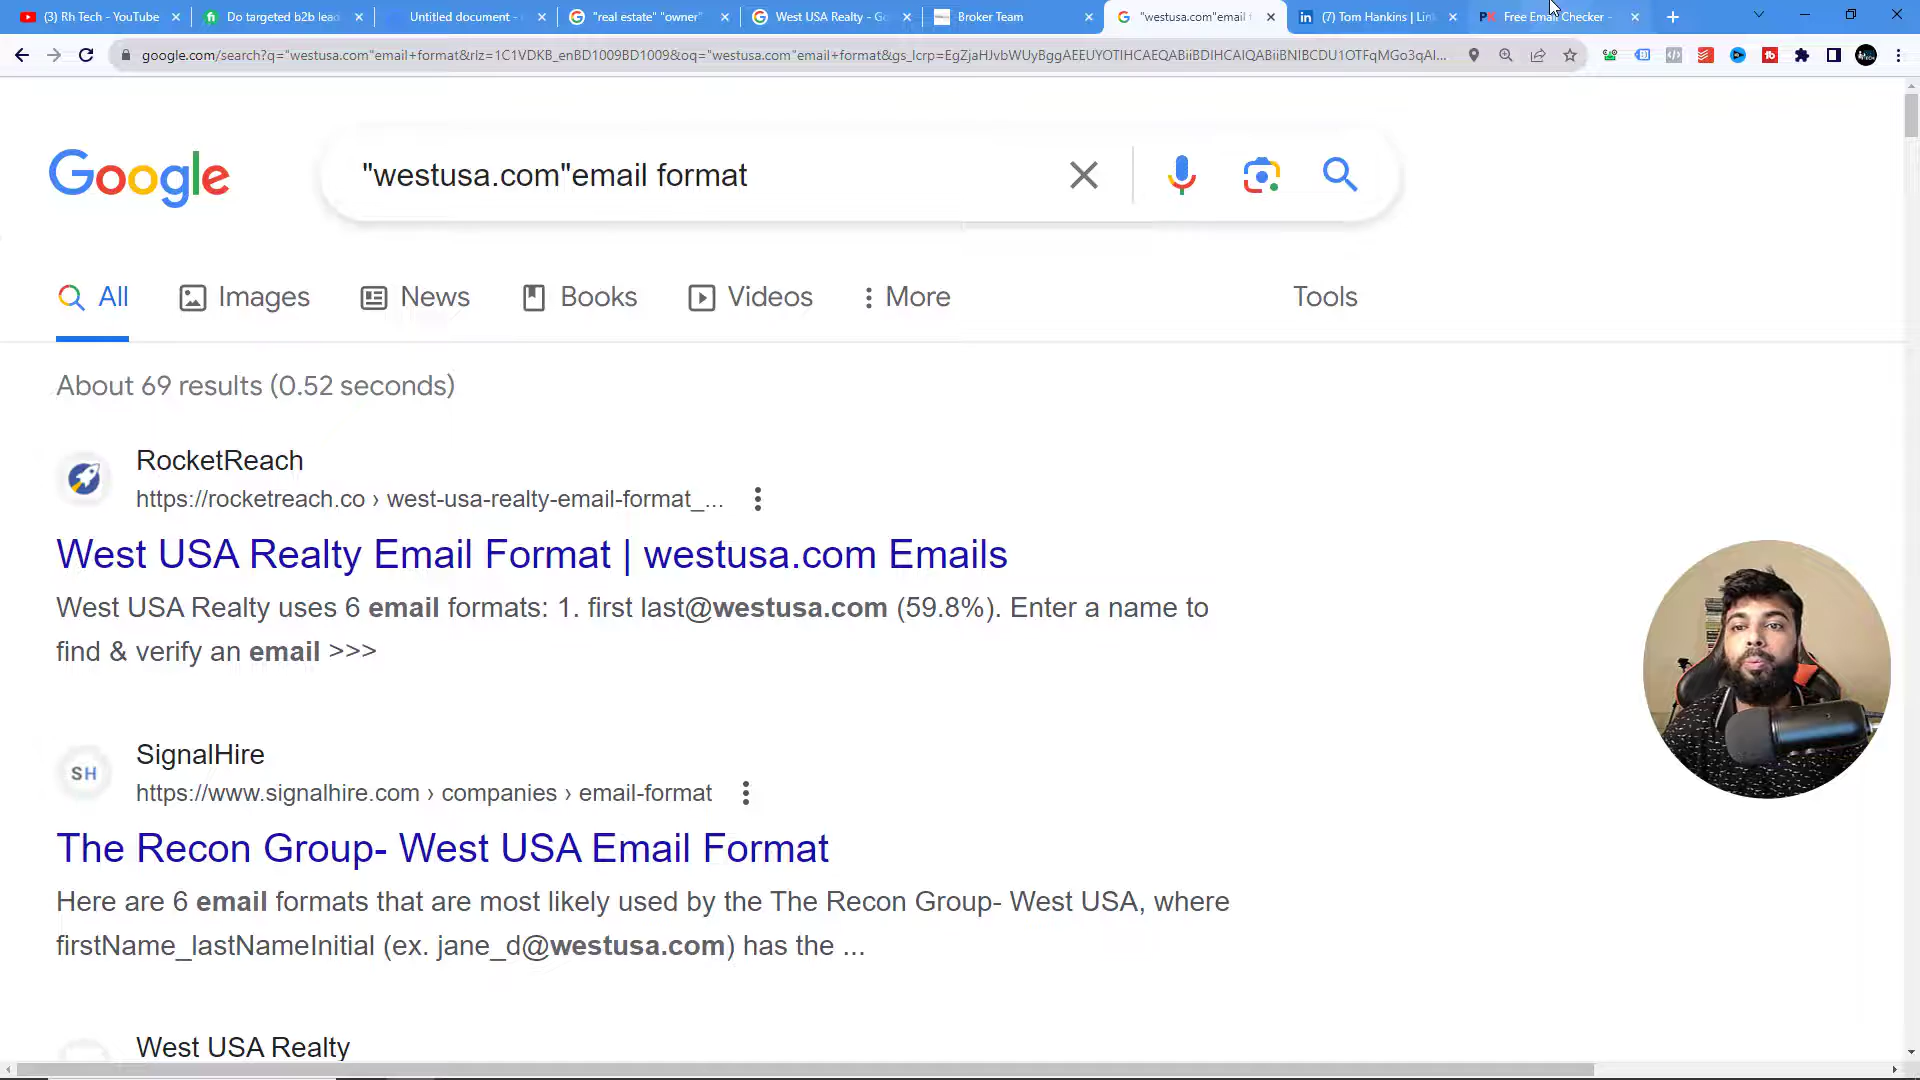 (3) Rh Tech - YouTube
Do targeted b2b lead
Untitled document -
"real estate" "owner"
West USA Realty - Go
Broker Team
"westusa.com"email f
(7) Tom Hankins | Link
Free Email Checker -
google.com/search?q="westusa.com"email+format&rlz=1C1VDKB_enBD1009BD1009&oq="westusa.com"email+format&gs_lcrp=EgZjaHJvbWUyBggAEEUYOTIHCAEQABiiBDIHCAIQABiiBNIBCDU1OTFqMGo3qAI...
Google
"westusa.com"email format
All
Images
News
Books
Videos
More
Tools
About 69 results (0.52 seconds)
RocketReach
https://rocketreach.co › west-usa-realty-email-format_...
West USA Realty Email Format | westusa.com Emails
West USA Realty uses 6 email formats: 1. first last@westusa.com (59.8%). Enter a name to
find & verify an email >>>
SH
SignalHire
https://www.signalhire.com › companies › email-format
The Recon Group- West USA Email Format
Here are 6 email formats that are most likely used by the The Recon Group- West USA, where
firstName_lastNameInitial (ex. jane_d@westusa.com) has the ...
West USA Realty